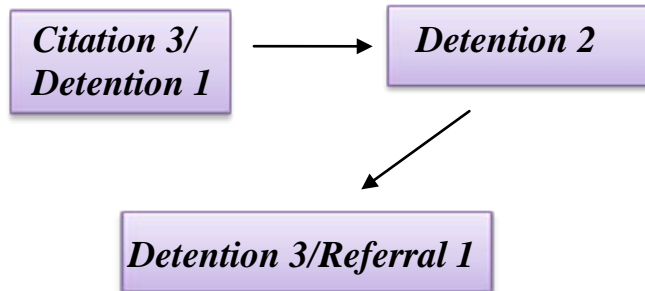 Citation 3/
Detention 1
Detention 2
Detention 3/Referral 1